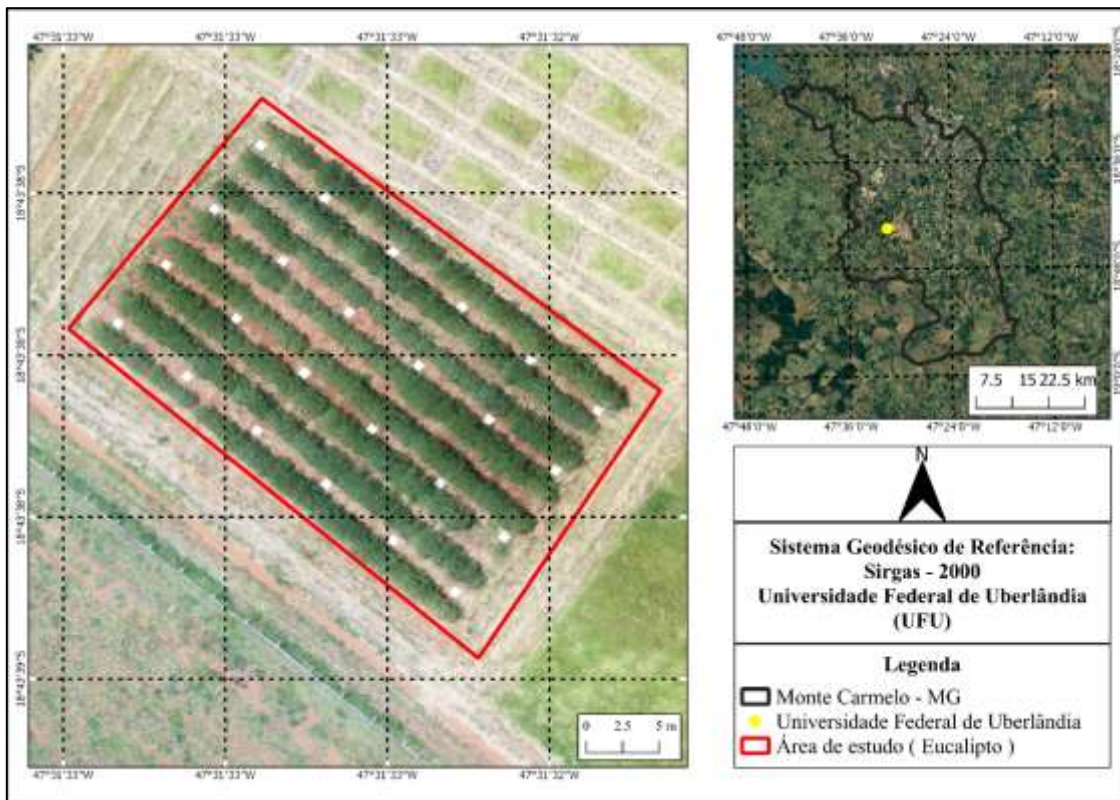 47°31'33"W 47°31'33"W 47°31'33"W 47°31'32"W
18°43'38"S
18°43'38"S
18°43'38"S
18°43'39"S
0 2.5 5 m
47°31'33"W 47°31'33"W 47°31'33"W 47°31'32"W
47°48'0"W 47°36'0"W 47°24'0"W 47°12'0"W
7.5 15 22.5 km
47°48'0"W 47°36'0"W 47°24'0"W 47°12'0"W
N
Sistema Geodésico de Referência:
Sirgas - 2000
Universidade Federal de Uberlândia
(UFU)
Legenda
Monte Carmelo - MG
Universidade Federal de Uberlândia
Área de estudo ( Eucalipto )